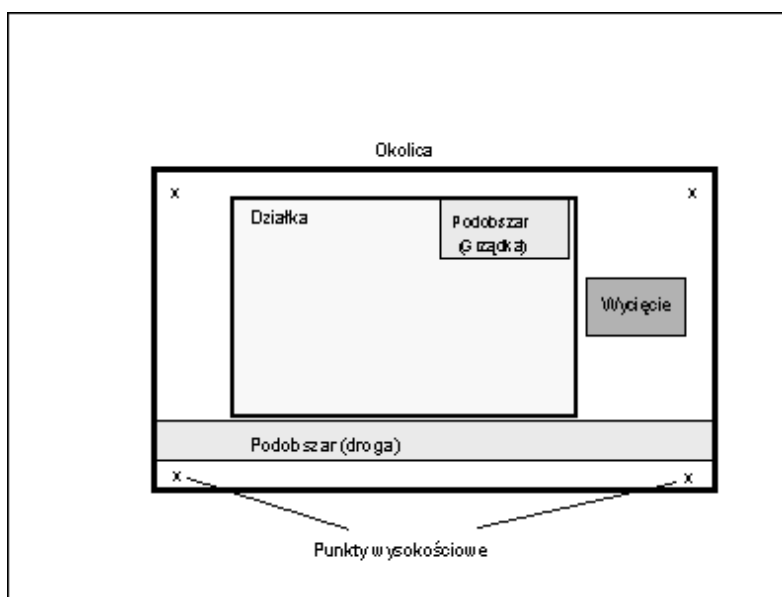 Okolica
x
x
Działka
Podobszar
(Grządka)
Wycięcie
Podobszar (droga)
x
x
Punkty wysokościowe